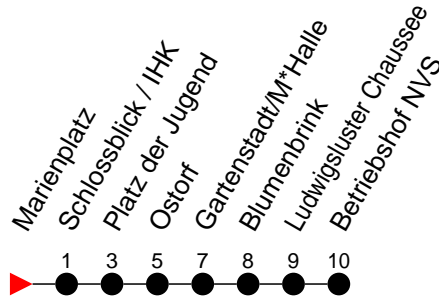 Marienplatz
Schlossblick / IHK
Platz der Jugend
Ostorf
Gartenstadt/M*Halle
Blumenbrink
Ludwigsluster Chaussee
Betriebshof NVS
1 3 5 7 8 9 10